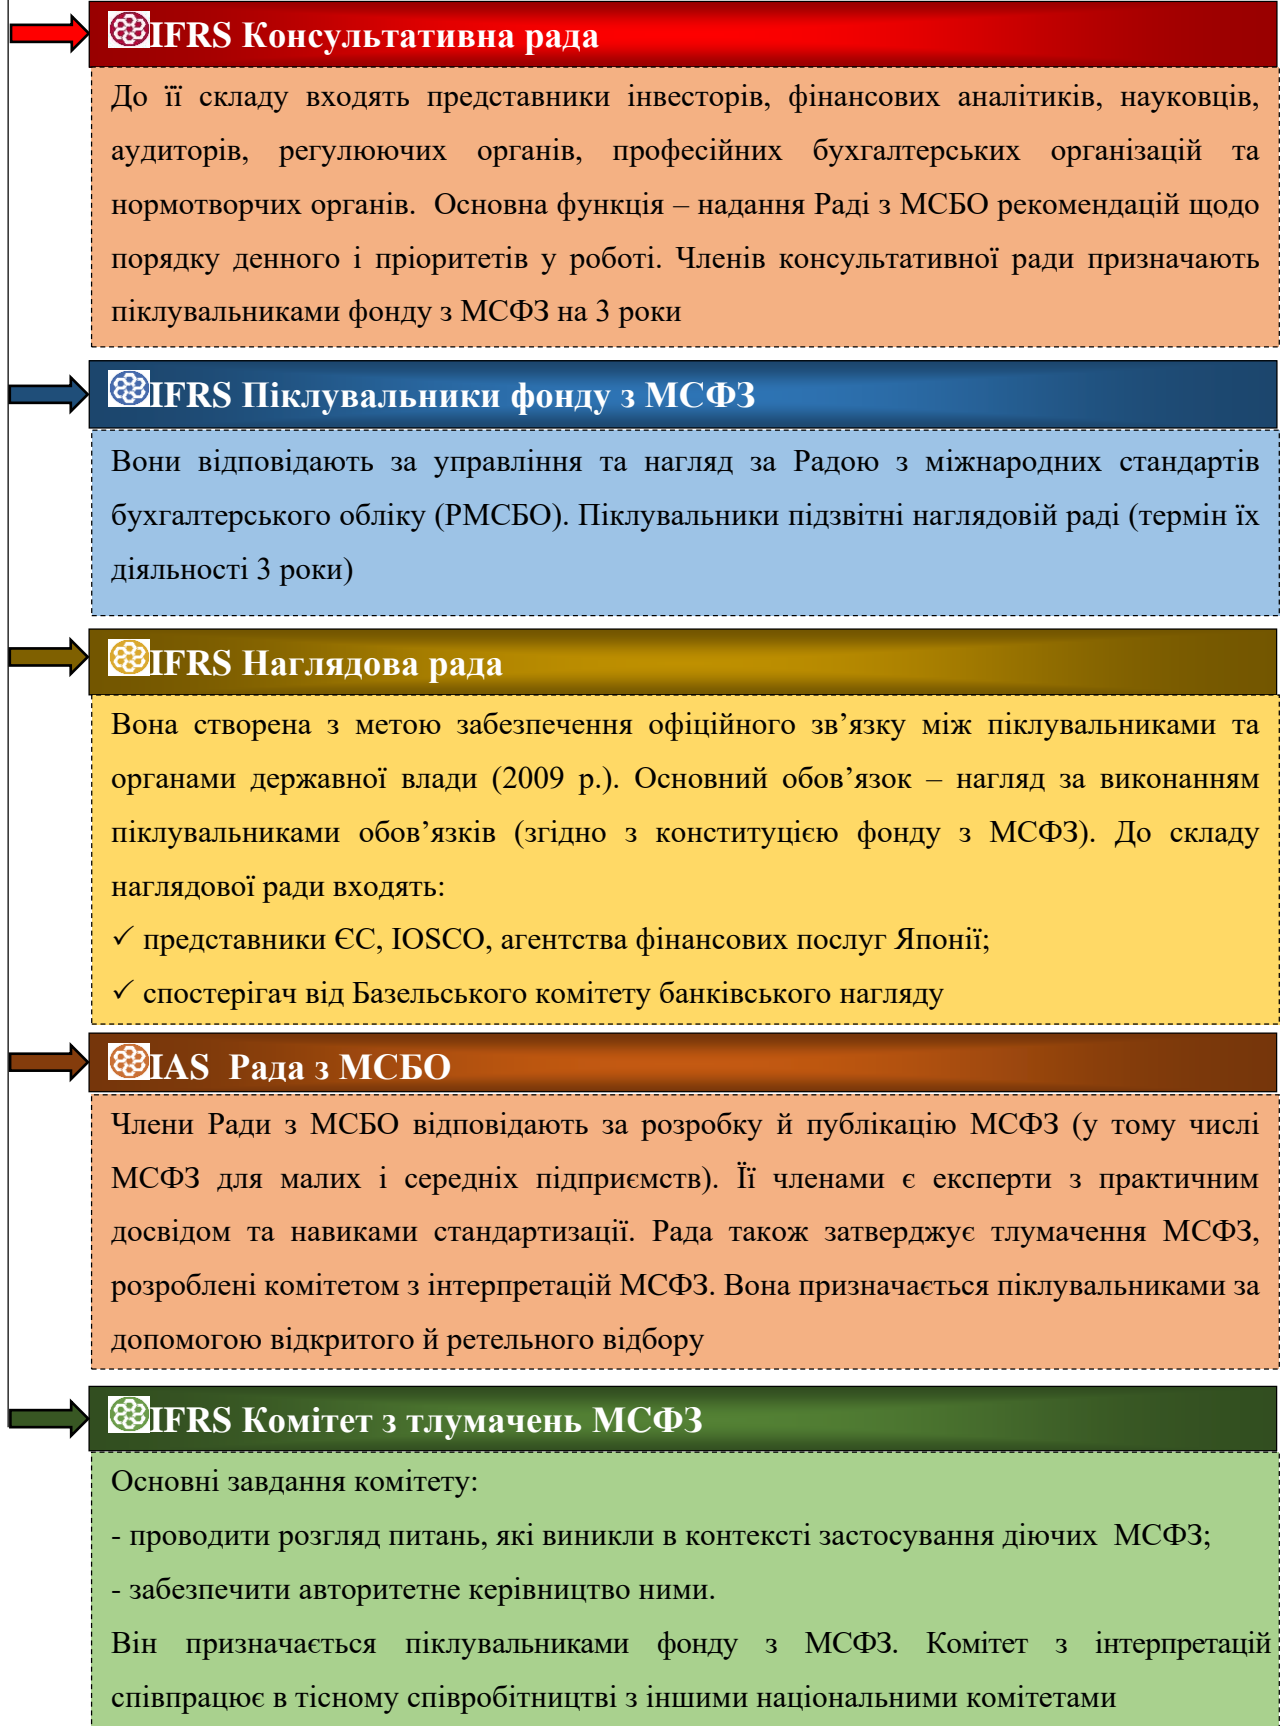 IFRS Консультативна рада
До її складу входять представники інвесторів, фінансових аналітиків, науковців,
аудиторів, регулюючих органів, професійних бухгалтерських організацій та
нормотворчих органів. Основна функція – надання Раді з МСБО рекомендацій щодо
порядку денного і пріоритетів у роботі. Членів консультативної ради призначають
піклувальниками фонду з МСФЗ на 3 роки
IFRS Піклувальники фонду з МСФЗ
Вони відповідають за управління та нагляд за Радою з міжнародних стандартів
бухгалтерського обліку (РМСБО). Піклувальники підзвітні наглядовій раді (термін їх
діяльності 3 роки)
IFRS Наглядова рада
Вона створена з метою забезпечення офіційного зв’язку між піклувальниками та
органами державної влади (2009 р.). Основний обов’язок – нагляд за виконанням
піклувальниками обов’язків (згідно з конституцією фонду з МСФЗ). До складу
наглядової ради входять:
✓ представники ЄС, IOSCO, агентства фінансових послуг Японії;
✓ спостерігач від Базельського комітету банківського нагляду
IAS Рада з МСБО
Члени Ради з МСБО відповідають за розробку й публікацію МСФЗ (у тому числі
МСФЗ для малих і середніх підприємств). Її членами є експерти з практичним
досвідом та навиками стандартизації. Рада також затверджує тлумачення МСФЗ,
розроблені комітетом з інтерпретацій МСФЗ. Вона призначається піклувальниками за
допомогою відкритого й ретельного відбору
IFRS Комітет з тлумачень МСФЗ
Основні завдання комітету:
- проводити розгляд питань, які виникли в контексті застосування діючих МСФЗ;
- забезпечити авторитетне керівництво ними.
Він призначається піклувальниками фонду з МСФЗ. Комітет з інтерпретацій
співпрацює в тісному співробітництві з іншими національними комітетами